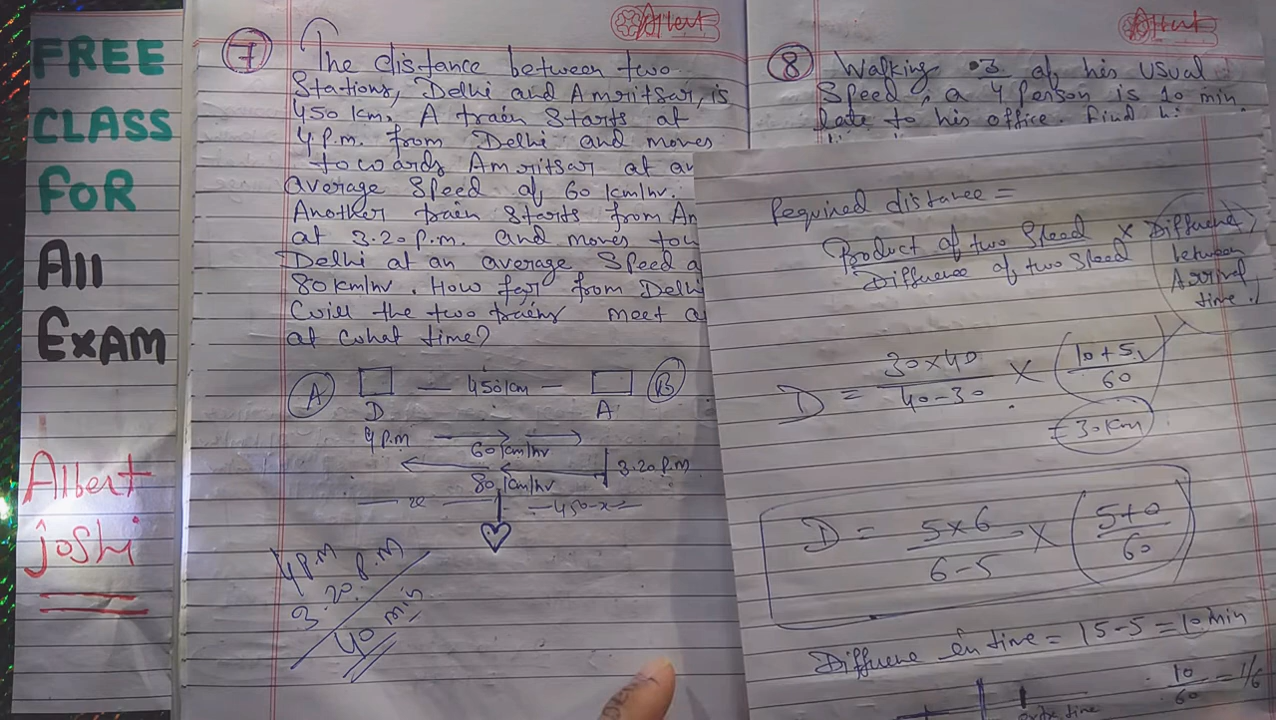 FREE
CLASS
FOR
All
EXAM
Albert
joshi
Albert
7
The distance between two
Stations, Delhi and Amritsar, is
450 km. A train starts at
4 p.m. from Delhi and moves
towards Amritsar at an
average Speed of 60 km/hr.
Another train starts from Am
at 3.20 p.m. and moves tow
Delhi at an average Speed o
80 km/hr. How far from Delh
will the two trains meet a
at what time?
A — 450 km — B
D A
4 P.M
60 km/hr
3.20 P.M
80 km/hr
— x — — 450-x —
4 P.M
3.20. P.M
40 min
Albert
8 Walking 3 of his usual
Speed, a 4 person is 10 min.
late to his office. Find hi
Required distance =
Product of two Speed × Diffrence
Diffrence of two Speed between
Arrival
time.
D = 30×40 × (10+5)
40-30 60
= 30 km
D = 5×6 × (5+0)
6-5 60
Diffrene in time = 15-5 = 10 min
10 = 1/6
60
time